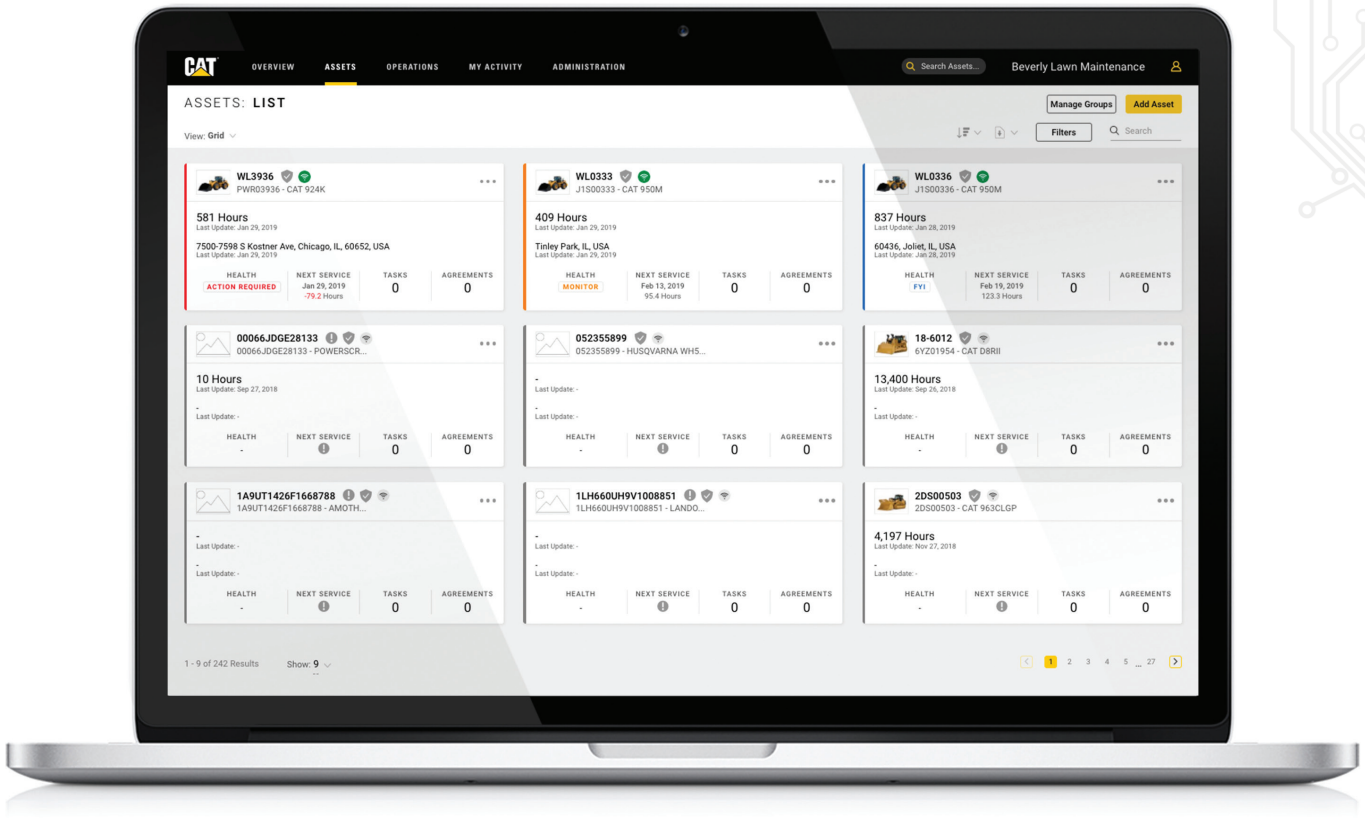 CAT OVERVIEW ASSETS OPERATIONS MY ACTIVITY ADMINISTRATION Search Assets... Beverly Lawn Maintenance
ASSETS: LIST Manage Groups Add Asset
View: Grid Filters Search
WL3936
PWR03936 - CAT 924K
581 Hours
Last Update: Jan 29, 2019
7500-7598 S Kostner Ave, Chicago, IL, 60652, USA
Last Update: Jan 29, 2019
HEALTH NEXT SERVICE TASKS AGREEMENTS
ACTION REQUIRED Jan 29, 2019 0 0
-79.2 Hours
WL0333
J1S00333 - CAT 950M
409 Hours
Last Update: Jan 29, 2019
Tinley Park, IL, USA
Last Update: Jan 29, 2019
HEALTH NEXT SERVICE TASKS AGREEMENTS
MONITOR Feb 13, 2019 0 0
95.4 Hours
WL0336
J1S00336 - CAT 950M
837 Hours
Last Update: Jan 28, 2019
60436, Joliet, IL, USA
Last Update: Jan 28, 2019
HEALTH NEXT SERVICE TASKS AGREEMENTS
FYI Feb 19, 2019 0 0
123.3 Hours
00066JDGE28133
00066JDGE28133 - POWERSCR...
10 Hours
Last Update: Sep 27, 2018
-
Last Update: -
HEALTH NEXT SERVICE TASKS AGREEMENTS
- 0 0
052355899
052355899 - HUSQVARNA WH5...
-
Last Update: -
-
Last Update: -
HEALTH NEXT SERVICE TASKS AGREEMENTS
- 0 0
18-6012
6YZ01954 - CAT D8RII
13,400 Hours
Last Update: Sep 26, 2018
-
Last Update: -
HEALTH NEXT SERVICE TASKS AGREEMENTS
- 0 0
1A9UT1426F1668788
1A9UT1426F1668788 - AMOTH...
-
Last Update: -
-
Last Update: -
HEALTH NEXT SERVICE TASKS AGREEMENTS
- 0 0
1LH660UH9V1008851
1LH660UH9V1008851 - LANDO...
-
Last Update: -
-
Last Update: -
HEALTH NEXT SERVICE TASKS AGREEMENTS
- 0 0
2DS00503
2DS00503 - CAT 963CLGP
4,197 Hours
Last Update: Nov 27, 2018
-
Last Update: -
HEALTH NEXT SERVICE TASKS AGREEMENTS
- 0 0
1 - 9 of 242 Results Show: 9 1 2 3 4 5 ... 27